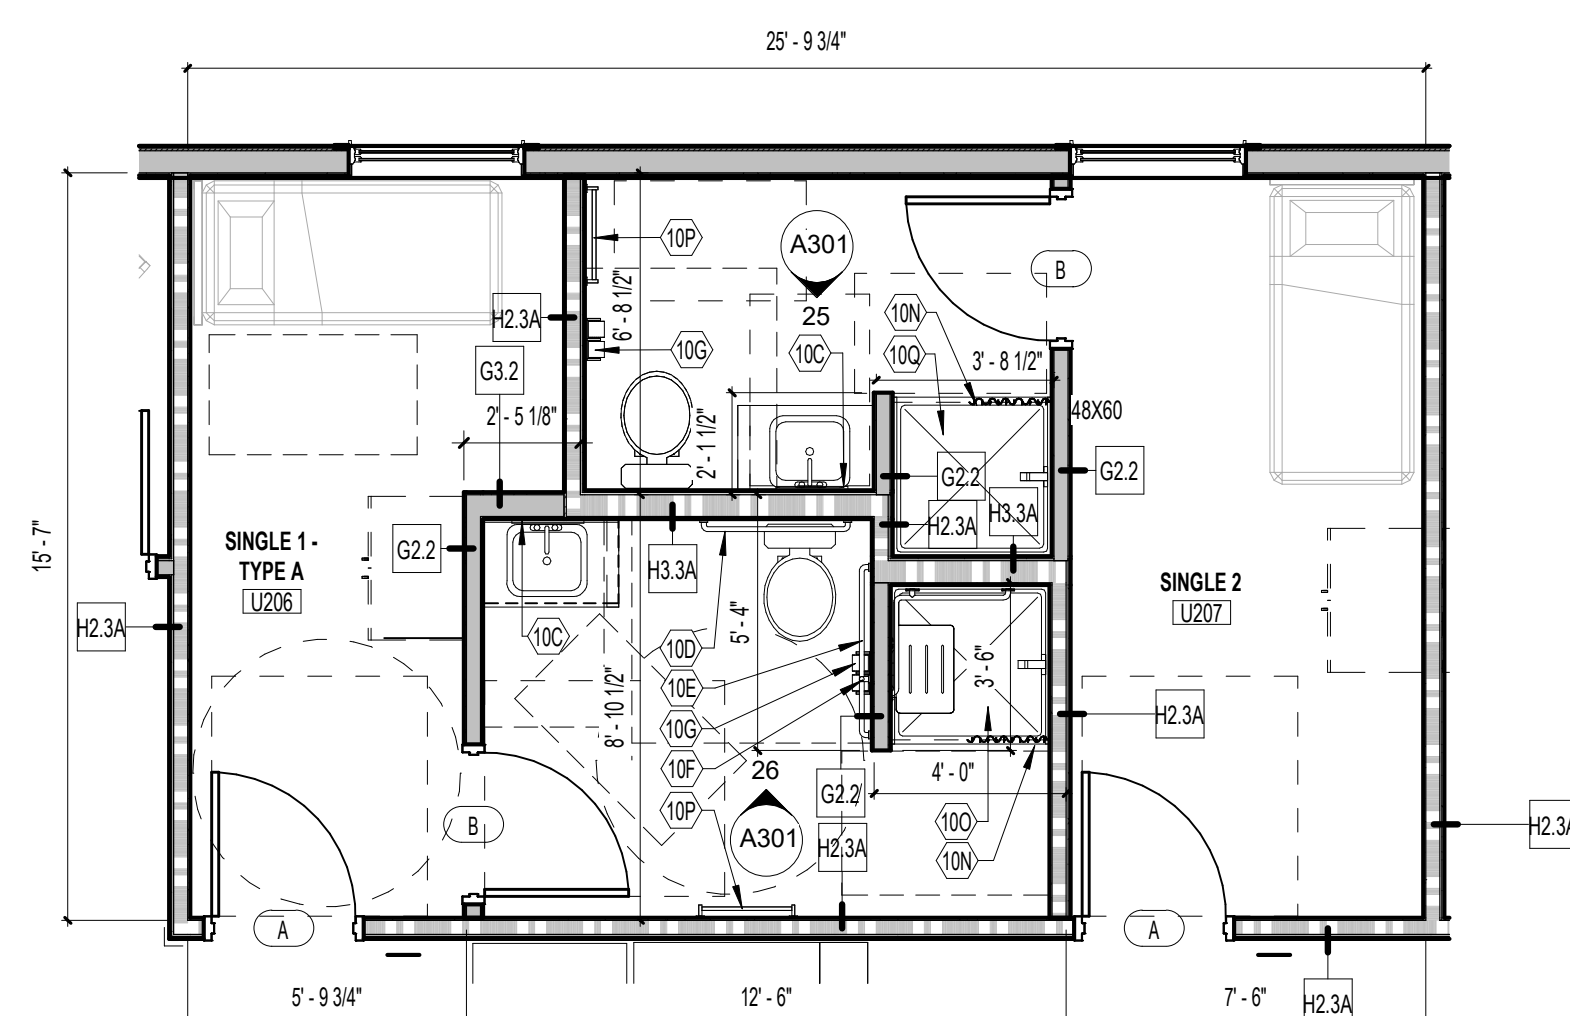 25' - 9 3/4"
10P
A301
B
6' - 8 1/2"
H2.3A
10N
25
10G
10C
10Q
3' - 8 1/2"
G3.2
2' - 5 1/8"
48X60
2' - 1 1/2"
G2.2
G2.2
15' - 7"
H3.3A
H2.3A
SINGLE 1 -
TYPE A
U206
G2.2
H3.3A
SINGLE 2
U207
H2.3A
10C
10D
5' - 4"
10E
3' - 6"
8' - 10 1/2"
10G
H2.3A
10F
26
4' - 0"
G2.2
10P
B
A301
10O
H2.3A
10N
H2.3A
A
A
5' - 9 3/4"
12' - 6"
7' - 6"
H2.3A